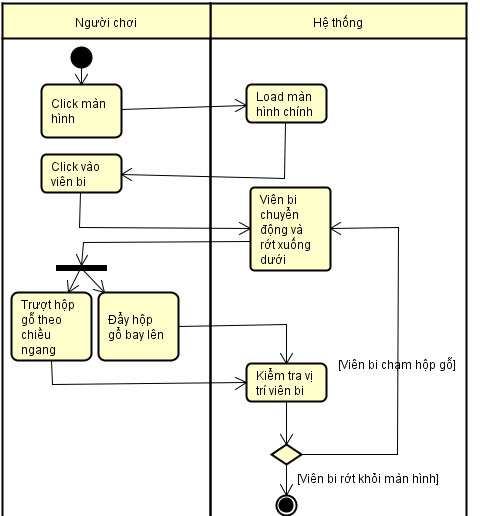 Người chơi
Hệ thống
Click màn
hình
Load màn
hình chính
Click vào
viên bi
Viên bi
chuyển
động và
rớt xuống
dưới
Trượt hộp
gỗ theo
chiều
ngang
Đẩy hộp
gổ bay lên
Kiểm tra vị
trí viên bi
[Viên bi chạm hộp gỗ]
[Viên bi rớt khỏi màn hình]